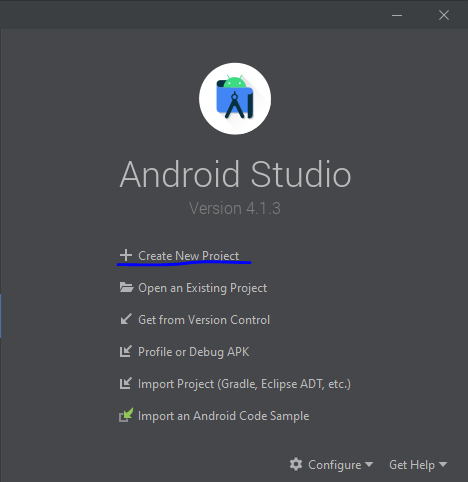 Android Studio
Version 4.1.3
Create New Project
Open an Existing Project
Get from Version Control
Profile or Debug APK
Import Project (Gradle, Eclipse ADT, etc.)
Import an Android Code Sample
Configure Get Help